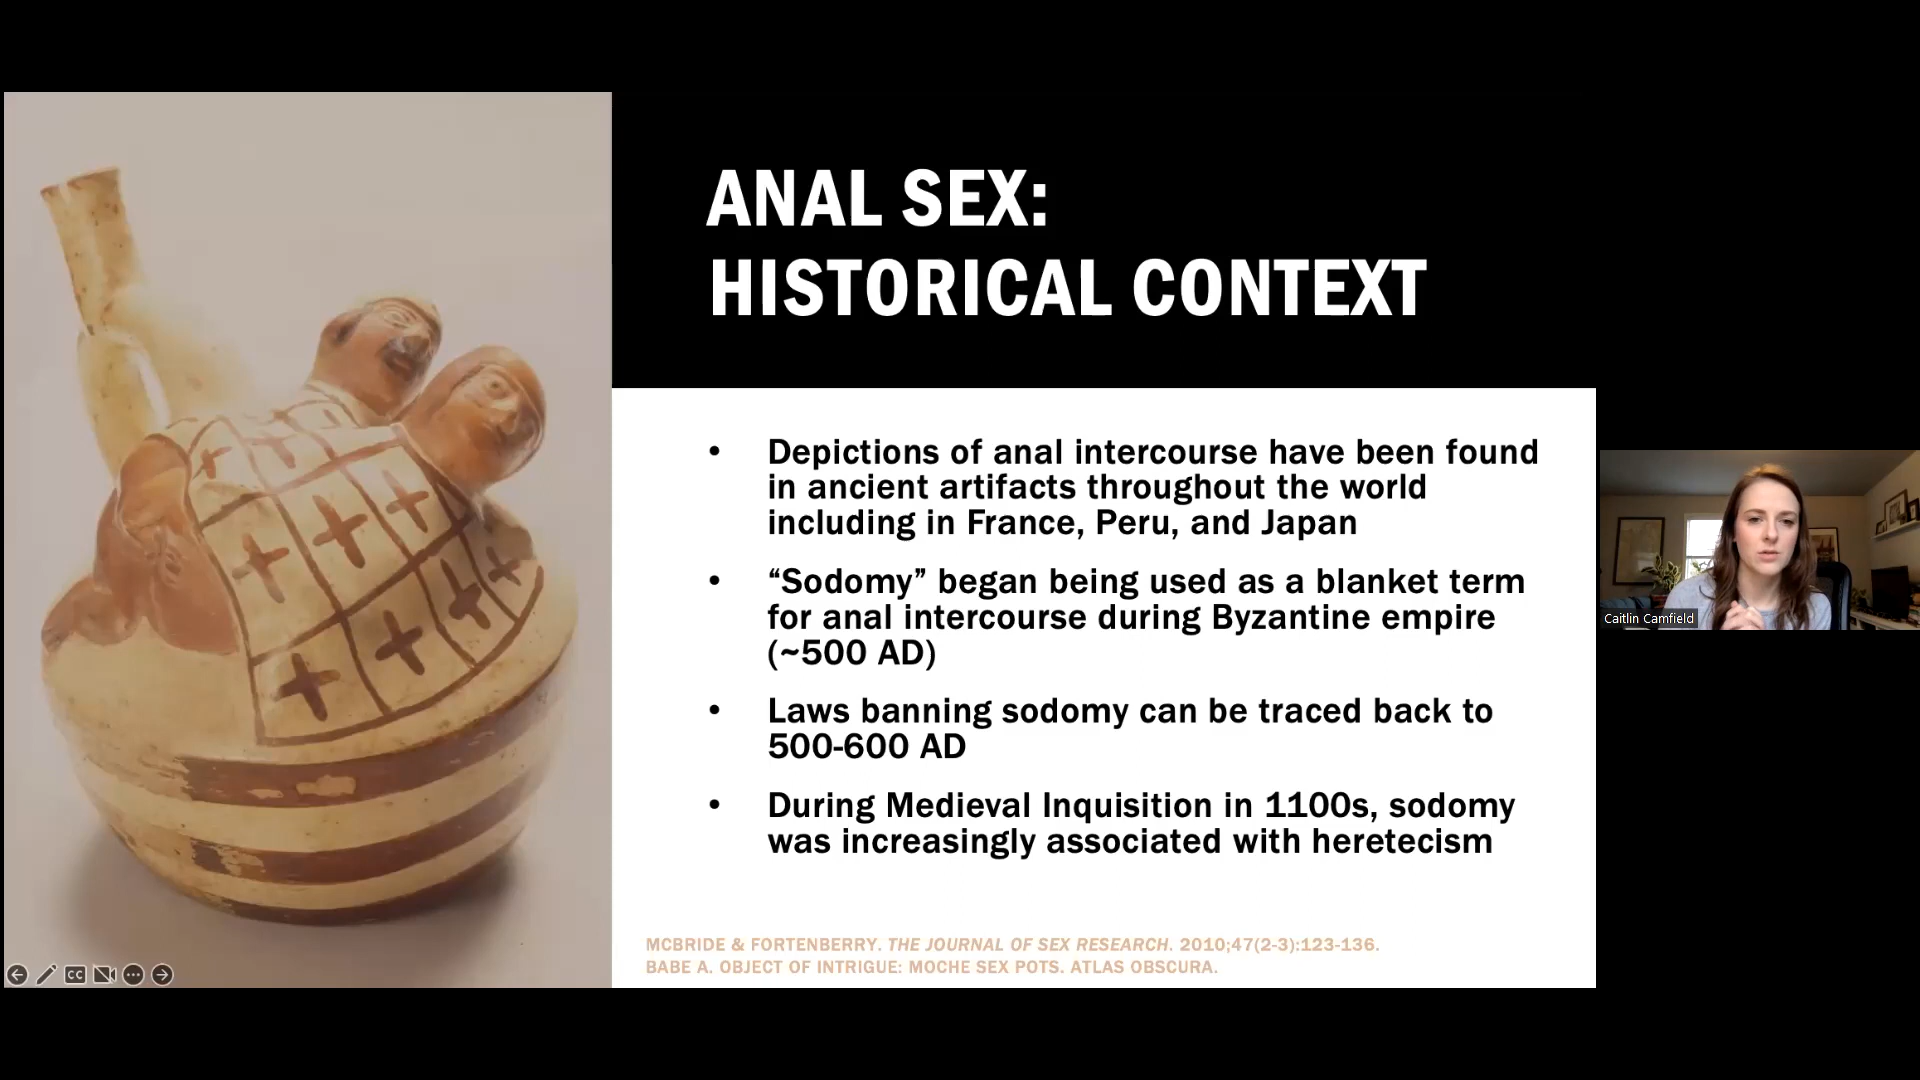 ANAL SEX:
HISTORICAL CONTEXT
• Depictions of anal intercourse have been found
in ancient artifacts throughout the world
including in France, Peru, and Japan
• “Sodomy” began being used as a blanket term
for anal intercourse during Byzantine empire
(~500 AD)
• Laws banning sodomy can be traced back to
500-600 AD
• During Medieval Inquisition in 1100s, sodomy
was increasingly associated with heretecism
MCBRIDE & FORTENBERRY. THE JOURNAL OF SEX RESEARCH. 2010;47(2-3):123-136.
BABE A. OBJECT OF INTRIGUE: MOCHE SEX POTS. ATLAS OBSCURA.
CC
Caitlin Camfield